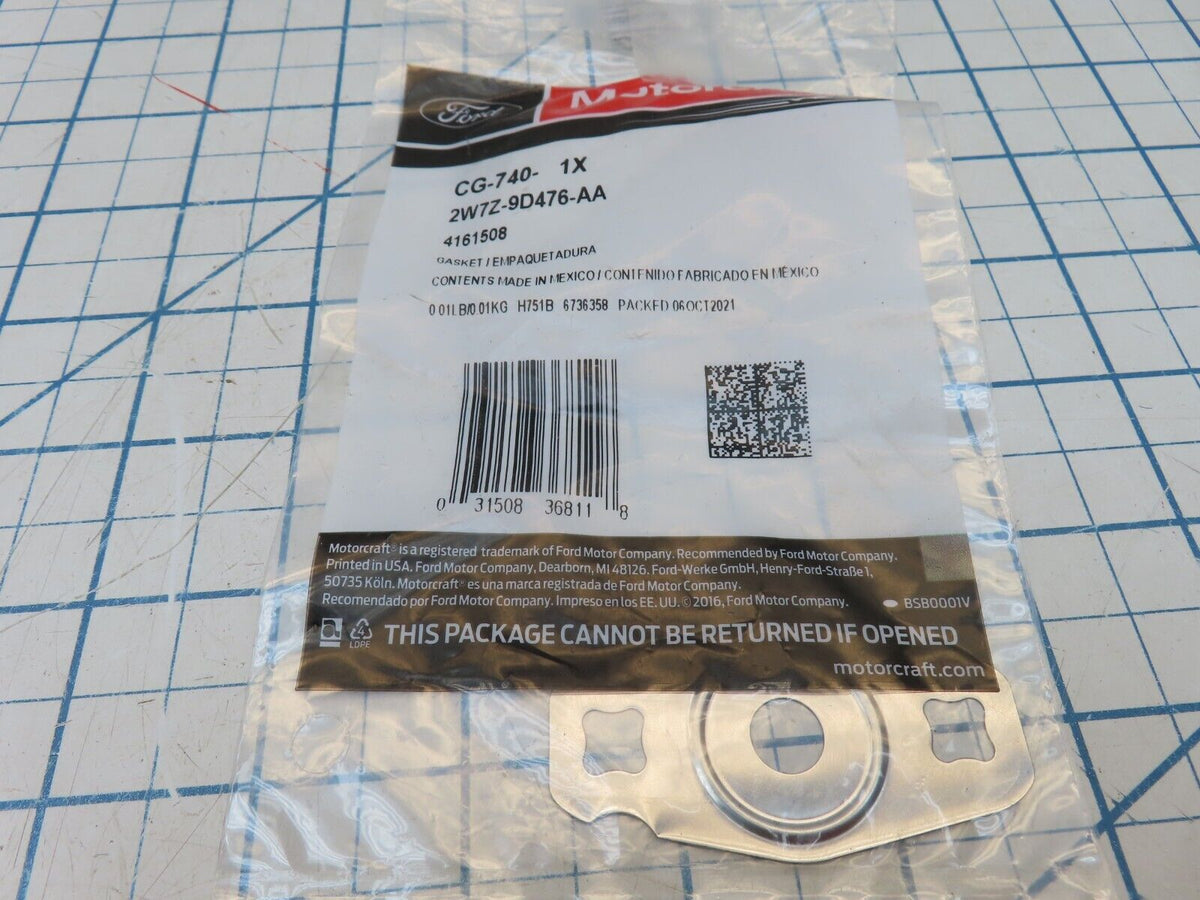 Ford
CG-740- 1X
2W7Z-9D476-AA
4161508
GASKET / EMPAQUETADURA
CONTENTS MADE IN MEXICO / CONTENIDO FABRICADO EN MÉXICO
0 01LB/0 01KG H751B 6736358 PACKED 06OCT2021
0 31508 36811 8
Motorcraft® is a registered trademark of Ford Motor Company. Recommended by Ford Motor Company.
Printed in USA. Ford Motor Company, Dearborn, MI 48126. Ford-Werke GmbH, Henry-Ford-Straße 1,
50735 Köln. Motorcraft® es una marca registrada de Ford Motor Company.
Recomendado por Ford Motor Company. Impreso en los EE. UU. © 2016, Ford Motor Company.
BSB0001V
4
LDPE
THIS PACKAGE CANNOT BE RETURNED IF OPENED
motorcraft.com